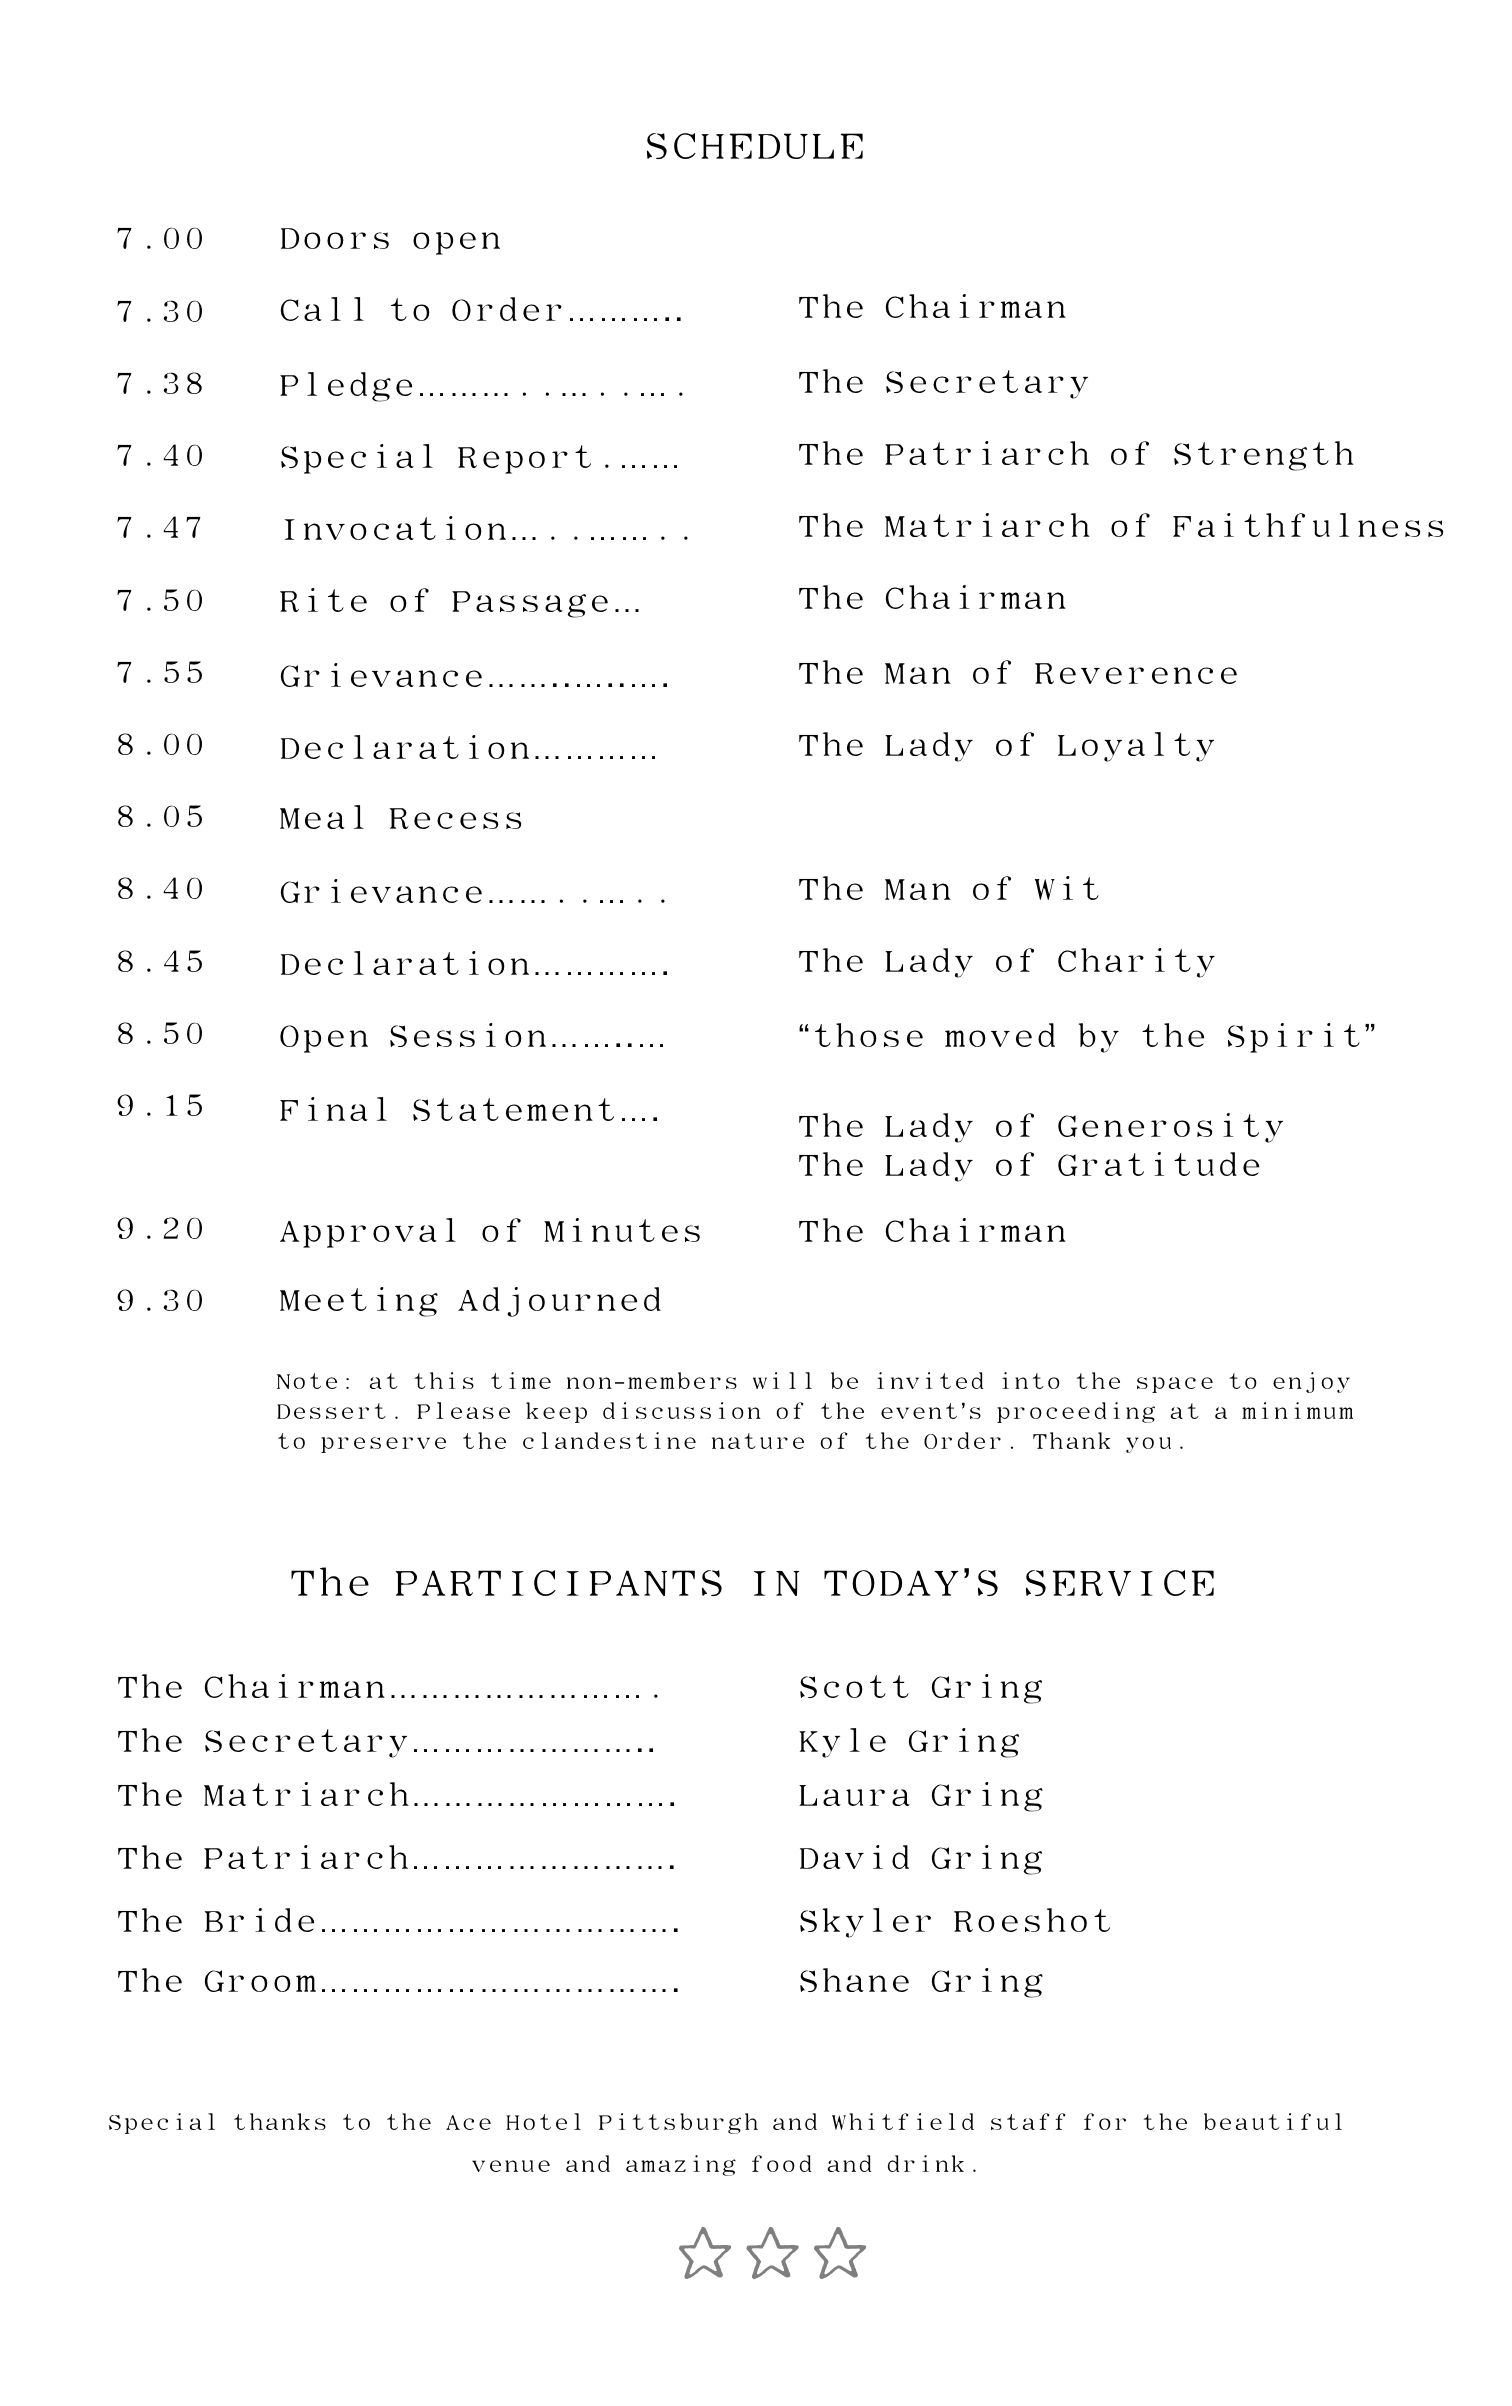 SCHEDULE
7.00 Doors open
7.30 Call to Order……….. The Chairman
7.38 Pledge………..…..…. The Secretary
7.40 Special Report.…… The Patriarch of Strength
7.47 Invocation…..…….. The Matriarch of Faithfulness
7.50 Rite of Passage… The Chairman
7.55 Grievance……..…..…. The Man of Reverence
8.00 Declaration………… The Lady of Loyalty
8.05 Meal Recess
8.40 Grievance……..….. The Man of Wit
8.45 Declaration…………. The Lady of Charity
8.50 Open Session……..… “those moved by the Spirit”
9.15 Final Statement….
The Lady of Generosity
The Lady of Gratitude
9.20 Approval of Minutes The Chairman
9.30 Meeting Adjourned
Note: at this time non-members will be invited into the space to enjoy
Dessert. Please keep discussion of the event’s proceeding at a minimum
to preserve the clandestine nature of the Order. Thank you.
The PARTICIPANTS IN TODAY’S SERVICE
The Chairman……………………. Scott Gring
The Secretary………………….. Kyle Gring
The Matriarch……………………. Laura Gring
The Patriarch……………………. David Gring
The Bride……………………………. Skyler Roeshot
The Groom……………………………. Shane Gring
Special thanks to the Ace Hotel Pittsburgh and Whitfield staff for the beautiful
venue and amazing food and drink.